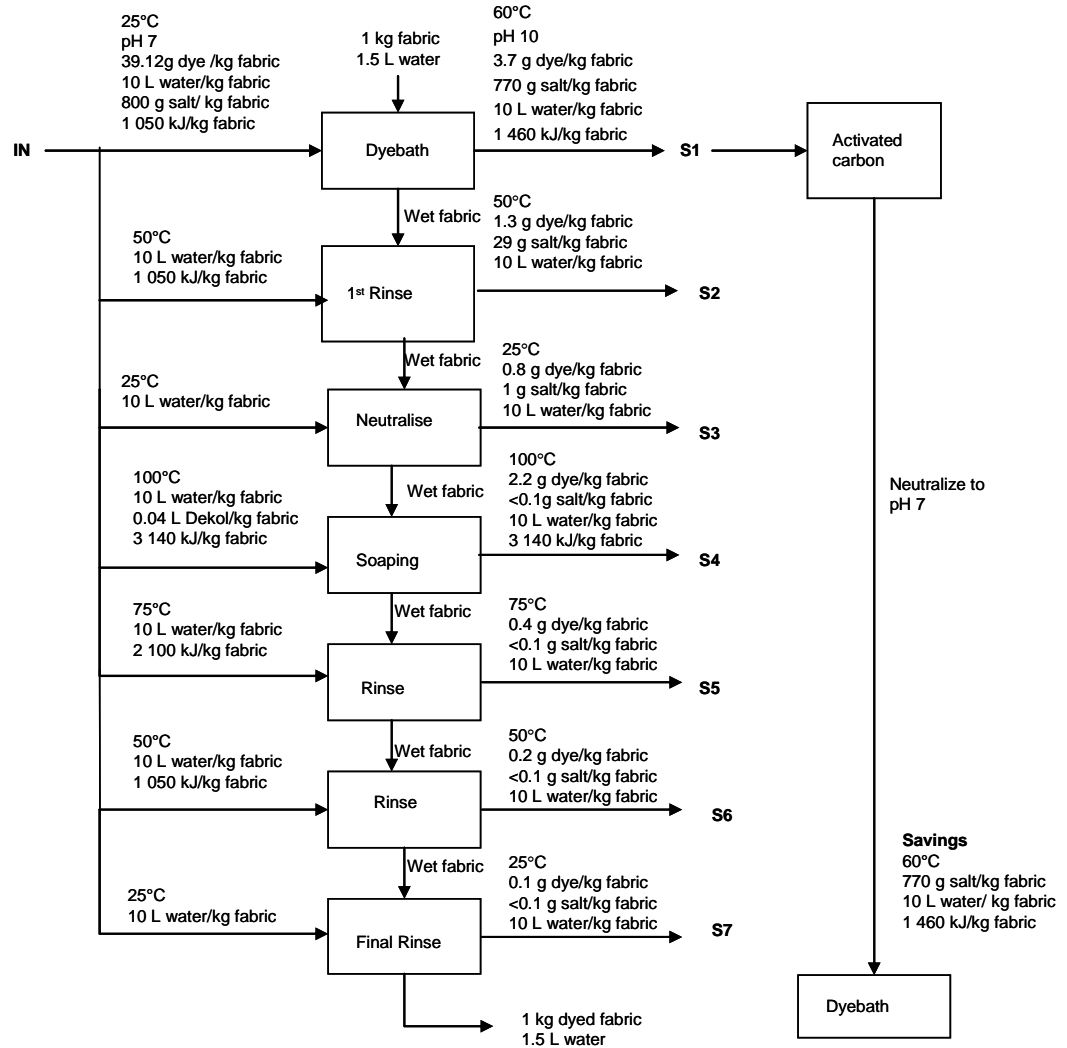 25°C
pH 7
39.12g dye /kg fabric
10 L water/kg fabric
800 g salt/ kg fabric
1 050 kJ/kg fabric
1 kg fabric
1.5 L water
60°C
pH 10
3.7 g dye/kg fabric
770 g salt/kg fabric
10 L water/kg fabric
1 460 kJ/kg fabric
IN
Dyebath
S1
Activated
carbon
Wet fabric
50°C
10 L water/kg fabric
1 050 kJ/kg fabric
50°C
1.3 g dye/kg fabric
29 g salt/kg fabric
10 L water/kg fabric
1st Rinse
S2
Wet fabric
25°C
10 L water/kg fabric
25°C
0.8 g dye/kg fabric
1 g salt/kg fabric
10 L water/kg fabric
Neutralise
S3
Wet fabric
100°C
10 L water/kg fabric
0.04 L Dekol/kg fabric
3 140 kJ/kg fabric
100°C
2.2 g dye/kg fabric
<0.1g salt/kg fabric
10 L water/kg fabric
3 140 kJ/kg fabric
Soaping
S4
Neutralize to
pH 7
Wet fabric
75°C
10 L water/kg fabric
2 100 kJ/kg fabric
75°C
0.4 g dye/kg fabric
<0.1 g salt/kg fabric
10 L water/kg fabric
Rinse
S5
Wet fabric
50°C
10 L water/kg fabric
1 050 kJ/kg fabric
50°C
0.2 g dye/kg fabric
<0.1 g salt/kg fabric
10 L water/kg fabric
Rinse
S6
Wet fabric
25°C
10 L water/kg fabric
25°C
0.1 g dye/kg fabric
<0.1 g salt/kg fabric
10 L water/kg fabric
Final Rinse
S7
Savings
60°C
770 g salt/kg fabric
10 L water/ kg fabric
1 460 kJ/kg fabric
Dyebath
1 kg dyed fabric
1.5 L water